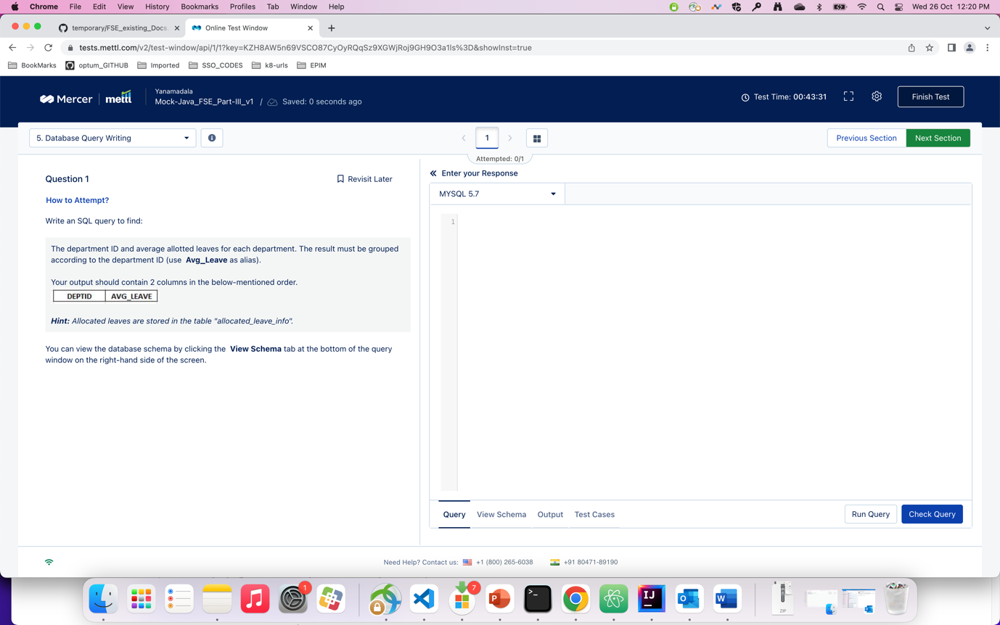 Chrome File Edit View History Bookmarks Profiles Tab Window Help Wed 26 Oct 12:20 PM
temporary/FSE_existing_Docs Online Test Window
tests.mettl.com/v2/test-window/api/1/1?key=KZH8AW5n69VSCO87CyOyRQqSz9XGWjRoj9GH9O3a1ls%3D&showInst=true
BookMarks optum_GITHUB Imported SSO_CODES k8-urls EPIM
Mercer mettl
Yanamadala
Mock-Java_FSE_Part-III_v1 / Saved: 0 seconds ago
Test Time: 00:43:31
Finish Test
5. Database Query Writing
1
Attempted: 0/1
Previous Section Next Section
Question 1 Revisit Later
How to Attempt?
Write an SQL query to find:
The department ID and average allotted leaves for each department. The result must be grouped
according to the department ID (use Avg_Leave as alias).
Your output should contain 2 columns in the below-mentioned order.
DEPTID AVG_LEAVE
Hint: Allocated leaves are stored in the table "allocated_leave_info".
You can view the database schema by clicking the View Schema tab at the bottom of the query
window on the right-hand side of the screen.
Enter your Response
MYSQL 5.7
1
Query View Schema Output Test Cases Run Query Check Query
Need Help? Contact us: +1 (800) 265-6038 +91 80471-89190
1
7
P
>_
IJ
O
W
ZIP